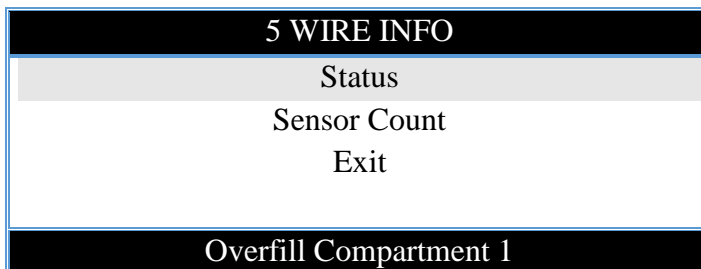 5 WIRE INFO
Status
Sensor Count
Exit
Overfill Compartment 1